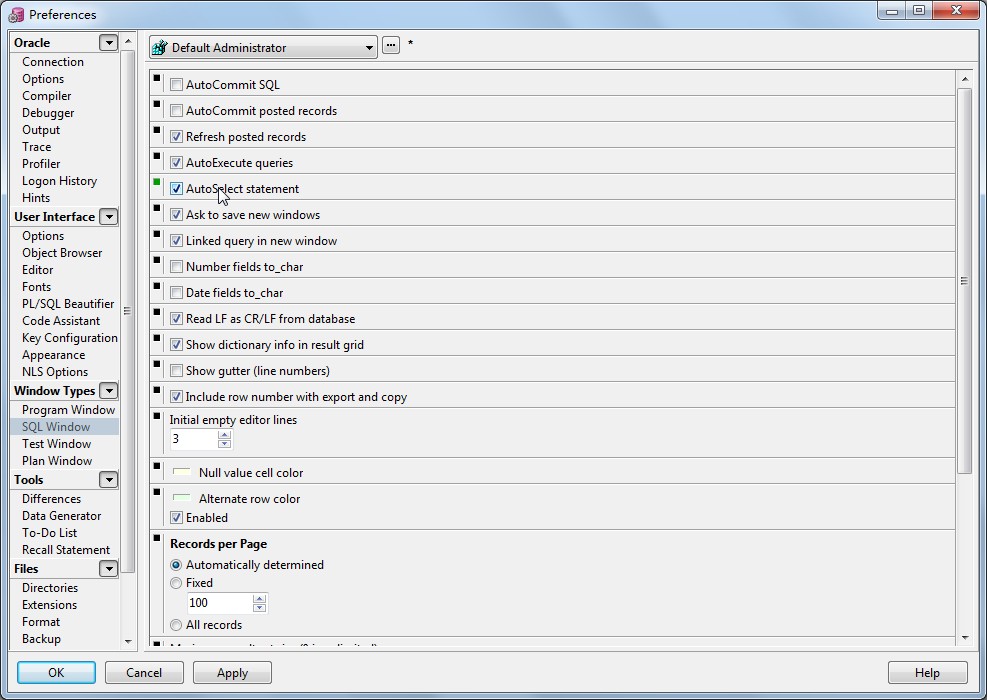 Preferences
Oracle
Connection
Options
Compiler
Debugger
Output
Trace
Profiler
Logon History
Hints
User Interface
Options
Object Browser
Editor
Fonts
PL/SQL Beautifier
Code Assistant
Key Configuration
Appearance
NLS Options
Window Types
Program Window
SQL Window
Test Window
Plan Window
Tools
Differences
Data Generator
To-Do List
Recall Statement
Files
Directories
Extensions
Format
Backup
Default Administrator ... *
AutoCommit SQL
AutoCommit posted records
Refresh posted records
AutoExecute queries
AutoSelect statement
Ask to save new windows
Linked query in new window
Number fields to_char
Date fields to_char
Read LF as CR/LF from database
Show dictionary info in result grid
Show gutter (line numbers)
Include row number with export and copy
Initial empty editor lines
3
Null value cell color
Alternate row color
Enabled
Records per Page
Automatically determined
Fixed
100
All records
OK Cancel Apply Help